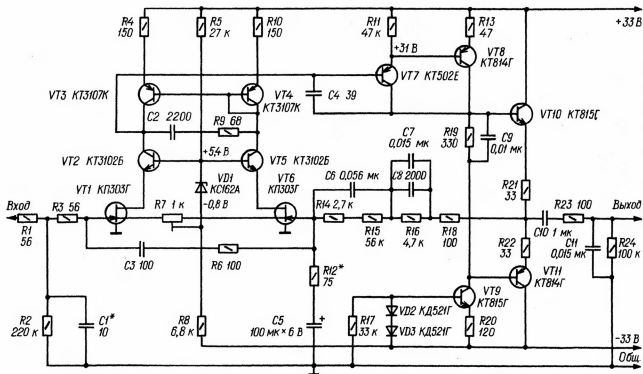 R4
150
R5
27 к
R10
150
R11
47 к
R13
47
+33 В
+31 В
VT8
КТ814Г
VT3 КТ3107К
VT4
КТ3107К
VT7 КТ502Е
C2 2200
C4 39
R9 68
VT10 КТ815Г
C7
0,015 мк
R19
330
C9
0,01 мк
VT2 КТ3102Б
+5,4 В
VT5 КТ3102Б
VD1
КС162А
VT6
КП303Г
C6 0,056 мк
C8 2000
R21
33
VT1 КП303Г
−0,8 В
Вход
R3 56
R7 1 к
R14 2,7 к
R23 100
Выход
R1
56
R15
56 к
R16
4,7 к
R18
100
C10 1 мк
C3 100
R6 100
R12*
75
R22
33
C11
0,015 мк
R24
100 к
VT11
КТ814Г
VT9
КТ815Г
R2
220 к
C1*
10
R8
6,8 к
C5
100 мк × 6 В
+
R17
33 к
VD2 КД521Г
VD3 КД521Г
R20
120
−33 В
Общ.